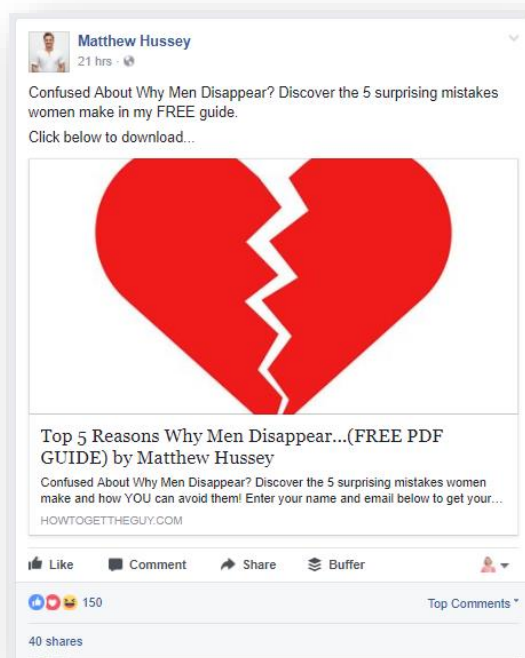 Matthew Hussey
21 hrs ·
Confused About Why Men Disappear? Discover the 5 surprising mistakes
women make in my FREE guide.
Click below to download...
Top 5 Reasons Why Men Disappear...(FREE PDF
GUIDE) by Matthew Hussey
Confused About Why Men Disappear? Discover the 5 surprising mistakes women
make and how YOU can avoid them! Enter your name and email below to get your...
HOWTOGETTHEGUY.COM
Like Comment Share Buffer
150 Top Comments
40 shares